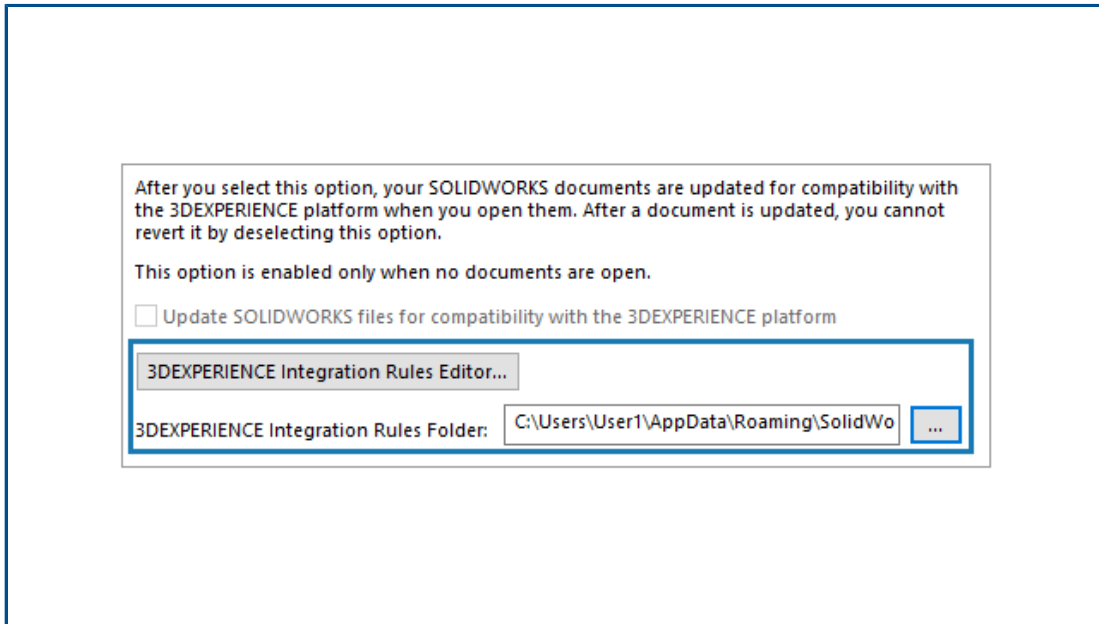 After you select this option, your SOLIDWORKS documents are updated for compatibility with
the 3DEXPERIENCE platform when you open them. After a document is updated, you cannot
revert it by deselecting this option.
This option is enabled only when no documents are open.
Update SOLIDWORKS files for compatibility with the 3DEXPERIENCE platform
3DEXPERIENCE Integration Rules Editor...
3DEXPERIENCE Integration Rules Folder: C:\Users\User1\AppData\Roaming\SolidWo ...